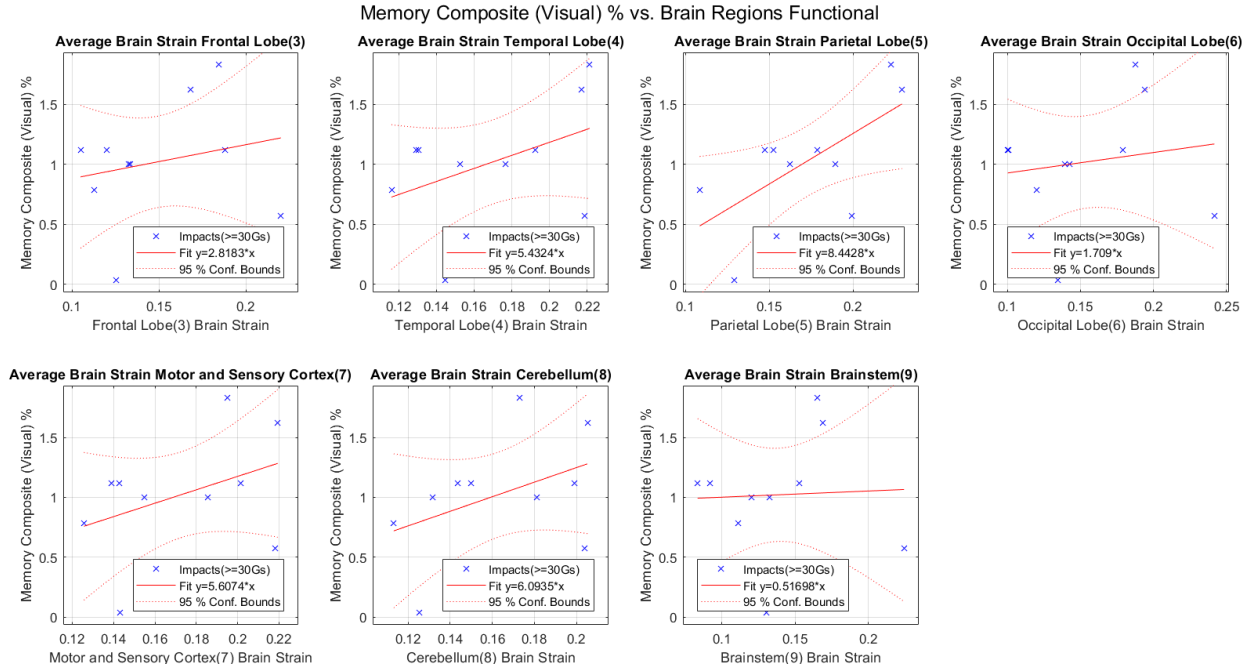 Memory Composite (Visual) % vs. Brain Regions Functional
Average Brain Strain Frontal Lobe(3)
Memory Composite (Visual) %
1.5
1
0.5
0
Impacts(>=30Gs)
Fit y=2.8183*x
95 % Conf. Bounds
0.1 0.15 0.2
Frontal Lobe(3) Brain Strain
Average Brain Strain Temporal Lobe(4)
Memory Composite (Visual) %
1.5
1
0.5
0
Impacts(>=30Gs)
Fit y=5.4324*x
95 % Conf. Bounds
0.12 0.14 0.16 0.18 0.2 0.22
Temporal Lobe(4) Brain Strain
Average Brain Strain Parietal Lobe(5)
Memory Composite (Visual) %
1.5
1
0.5
0
Impacts(>=30Gs)
Fit y=8.4428*x
95 % Conf. Bounds
0.1 0.15 0.2
Parietal Lobe(5) Brain Strain
Average Brain Strain Occipital Lobe(6)
Memory Composite (Visual) %
1.5
1
0.5
0
Impacts(>=30Gs)
Fit y=1.709*x
95 % Conf. Bounds
0.1 0.15 0.2 0.25
Occipital Lobe(6) Brain Strain
Average Brain Strain Motor and Sensory Cortex(7)
Memory Composite (Visual) %
1.5
1
0.5
0
Impacts(>=30Gs)
Fit y=5.6074*x
95 % Conf. Bounds
0.12 0.14 0.16 0.18 0.2 0.22
Motor and Sensory Cortex(7) Brain Strain
Average Brain Strain Cerebellum(8)
Memory Composite (Visual) %
1.5
1
0.5
0
Impacts(>=30Gs)
Fit y=6.0935*x
95 % Conf. Bounds
0.12 0.14 0.16 0.18 0.2
Cerebellum(8) Brain Strain
Average Brain Strain Brainstem(9)
Memory Composite (Visual) %
1.5
1
0.5
0
Impacts(>=30Gs)
Fit y=0.51698*x
95 % Conf. Bounds
0.1 0.15 0.2
Brainstem(9) Brain Strain